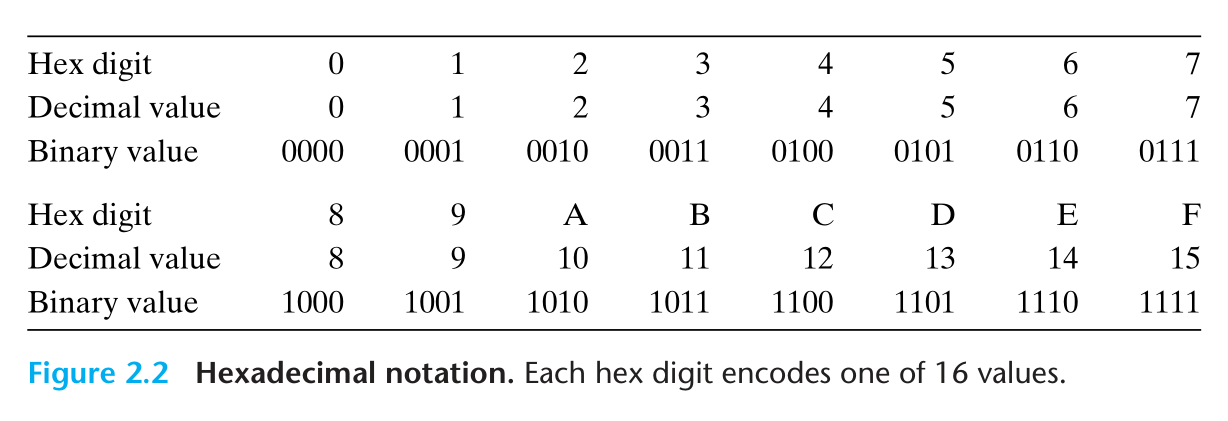 Hex digit 0 1 2 3 4 5 6 7
Decimal value 0 1 2 3 4 5 6 7
Binary value 0000 0001 0010 0011 0100 0101 0110 0111
Hex digit 8 9 A B C D E F
Decimal value 8 9 10 11 12 13 14 15
Binary value 1000 1001 1010 1011 1100 1101 1110 1111
Figure 2.2 Hexadecimal notation. Each hex digit encodes one of 16 values.